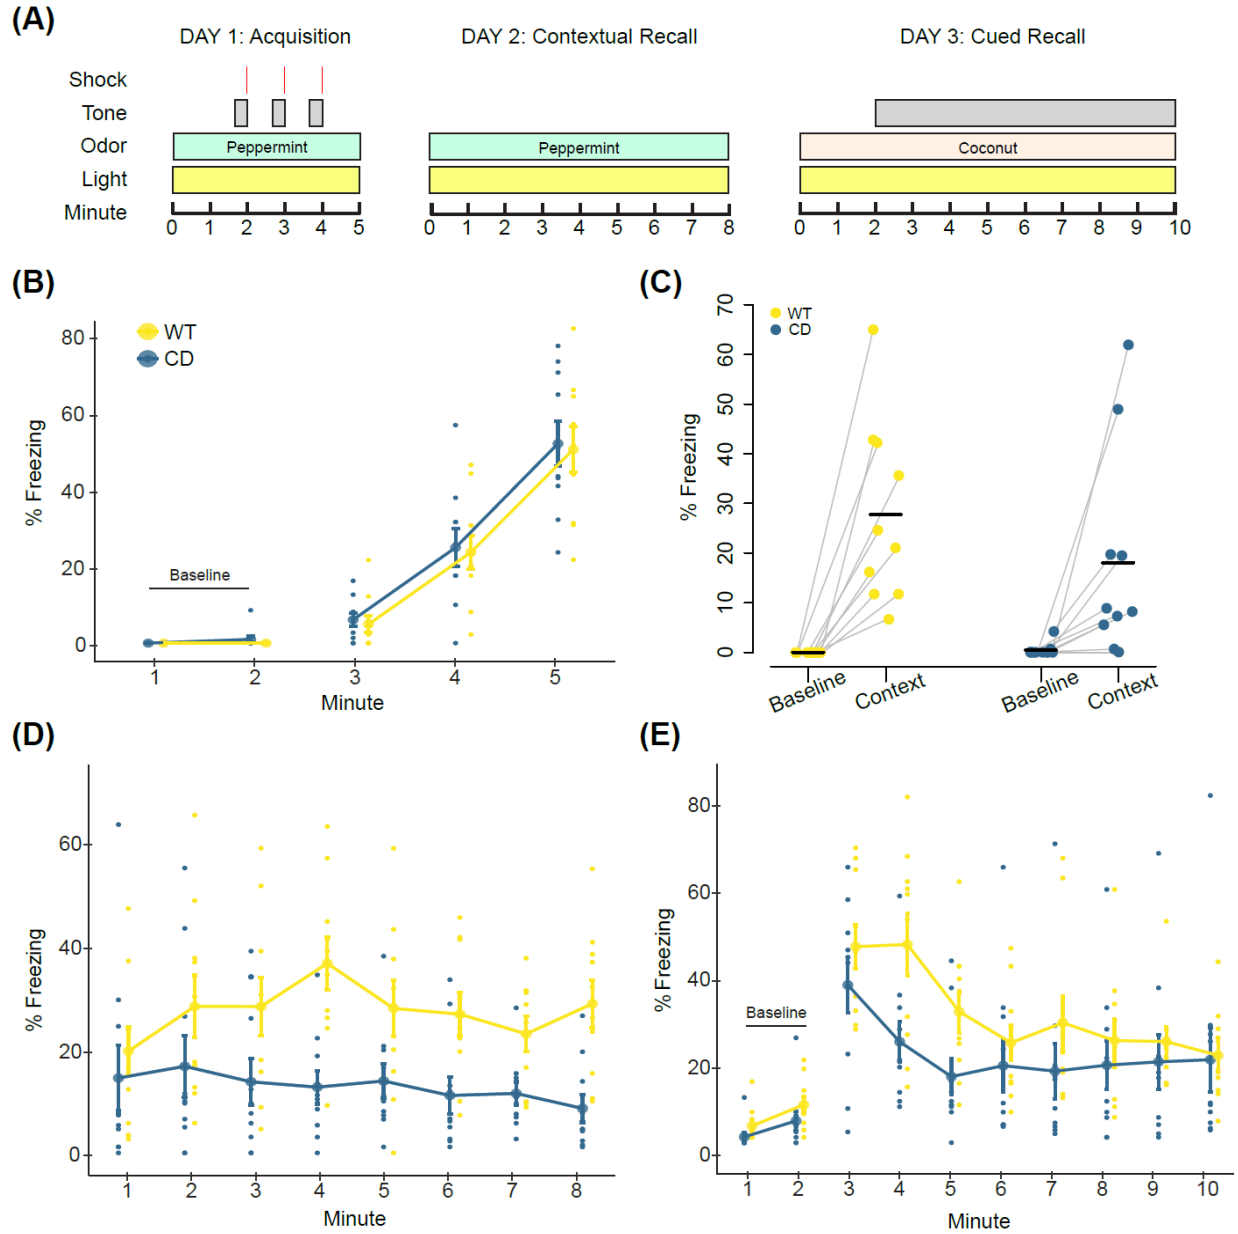 (A)
DAY 1: Acquisition
DAY 2: Contextual Recall
DAY 3: Cued Recall
Shock
Tone
Odor
Peppermint
Peppermint
Coconut
Light
Minute
0 1 2 3 4 5
0 1 2 3 4 5 6 7 8
0 1 2 3 4 5 6 7 8 9 10
(B)
WT
CD
% Freezing
80
60
40
20
0
Baseline
1 2 3 4 5
Minute
(C)
WT
CD
% Freezing
70
60
50
40
30
20
10
0
Baseline
Context
Baseline
Context
(D)
% Freezing
60
40
20
0
1 2 3 4 5 6 7 8
Minute
(E)
% Freezing
80
60
40
20
0
Baseline
1 2 3 4 5 6 7 8 9 10
Minute